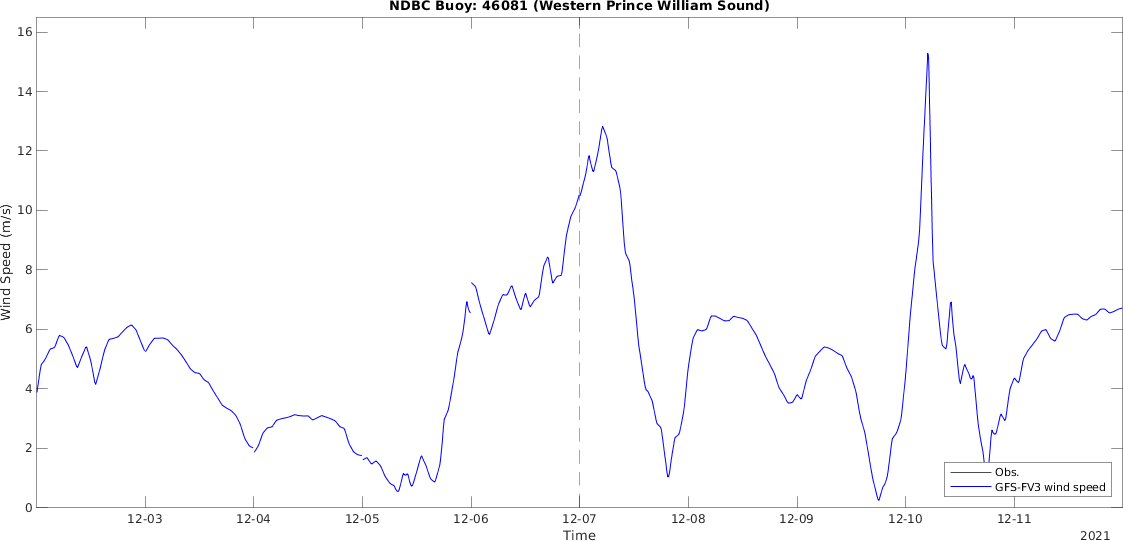 NDBC Buoy: 46081 (Western Prince William Sound)
16
14
12
10
8
6
4
2
0
Wind Speed (m/s)
12-03 12-04 12-05 12-06 12-07 12-08 12-09 12-10 12-11
Time
2021
Obs.
GFS-FV3 wind speed